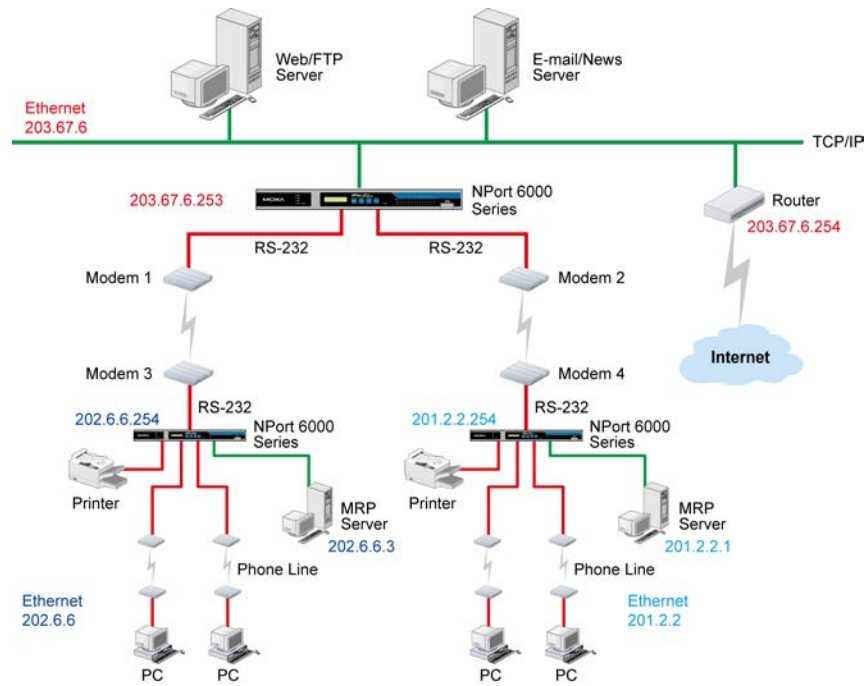 Web/FTP
Server
E-mail/News
Server
Ethernet
203.67.6
TCP/IP
203.67.6.253
MOXA
NPort 6000
Series
Router
203.67.6.254
RS-232
RS-232
Modem 1
Modem 2
Internet
Modem 3
Modem 4
RS-232
RS-232
202.6.6.254
NPort 6000
Series
201.2.2.254
NPort 6000
Series
Printer
MRP
Server
202.6.6.3
Printer
MRP
Server
201.2.2.1
Phone Line
Phone Line
Ethernet
202.6.6
Ethernet
201.2.2
PC
PC
PC
PC